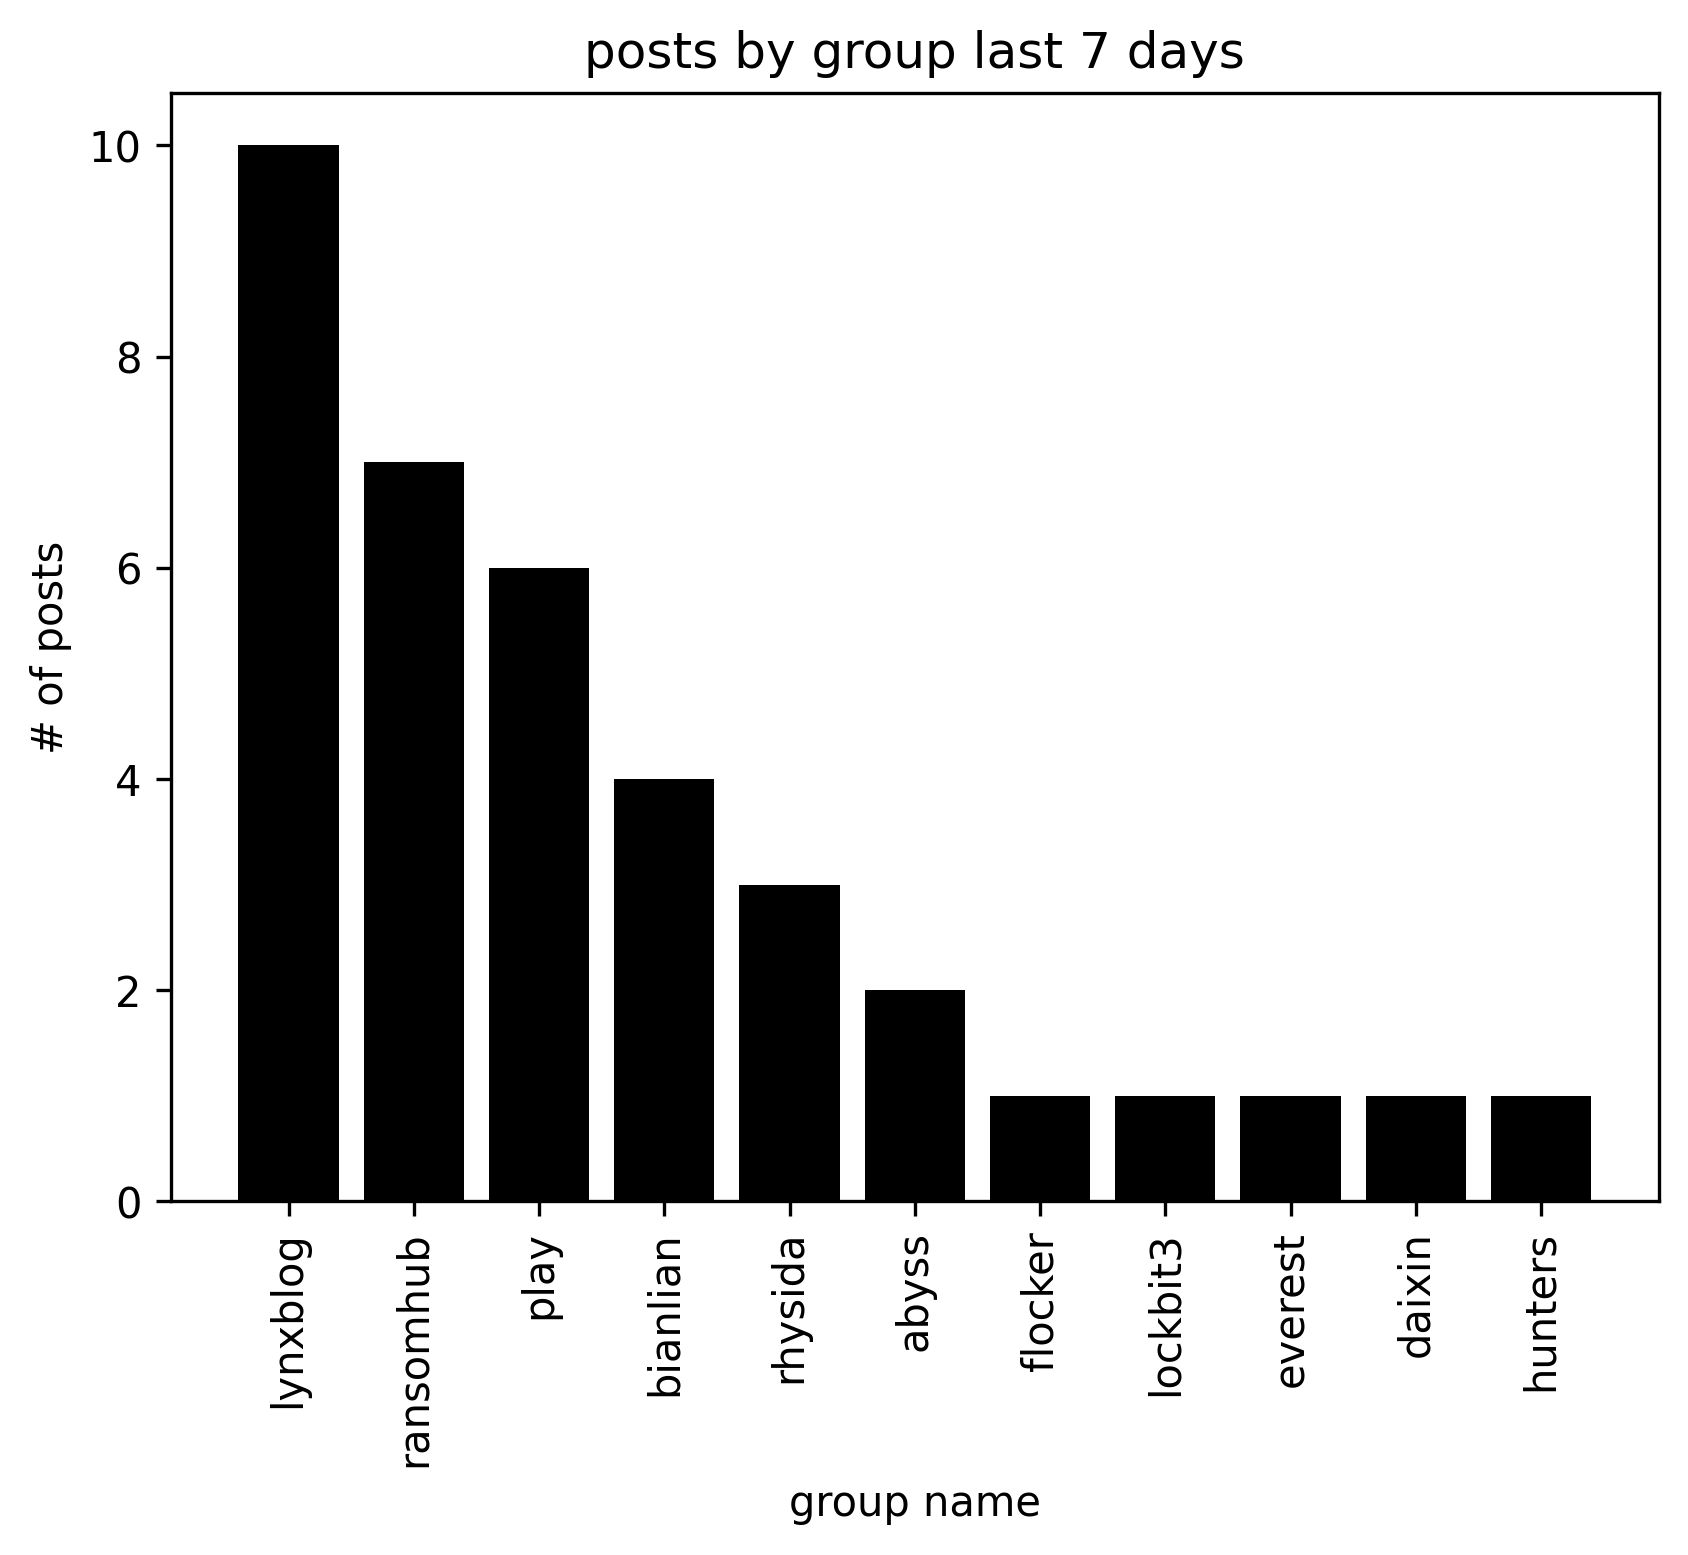 posts by group last 7 days
# of posts
10
8
6
4
2
0
lynxblog
ransomhub
play
bianlian
rhysida
abyss
flocker
lockbit3
everest
daixin
hunters
group name